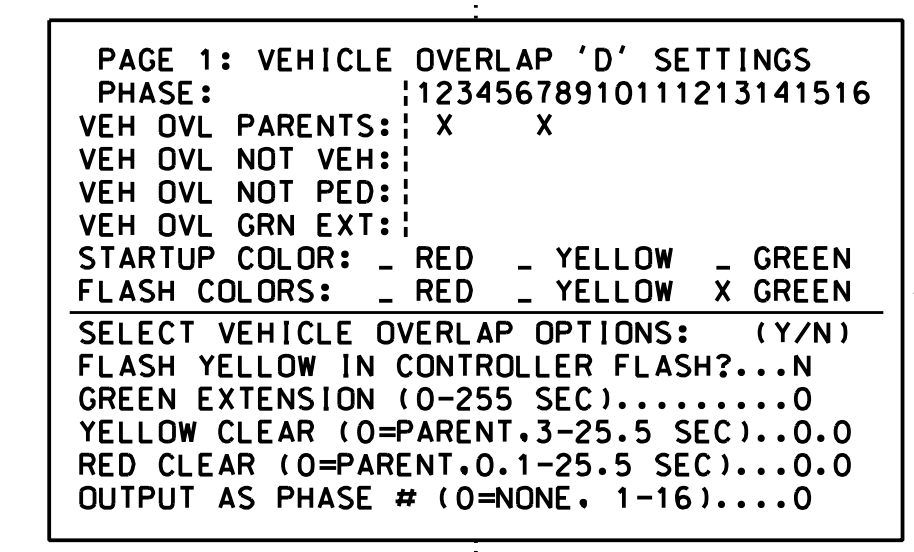 PAGE 1: VEHICLE OVERLAP 'D' SETTINGS
PHASE: ¦12345678910111213141516
VEH OVL PARENTS:¦ X X
VEH OVL NOT VEH:¦
VEH OVL NOT PED:¦
VEH OVL GRN EXT:¦
STARTUP COLOR: _ RED _ YELLOW _ GREEN
FLASH COLORS: _ RED _ YELLOW X GREEN
SELECT VEHICLE OVERLAP OPTIONS: (Y/N)
FLASH YELLOW IN CONTROLLER FLASH?...N
GREEN EXTENSION (0-255 SEC).........0
YELLOW CLEAR (0=PARENT,3-25.5 SEC)..0.0
RED CLEAR (0=PARENT,0.1-25.5 SEC)...0.0
OUTPUT AS PHASE # (0=NONE, 1-16)....0